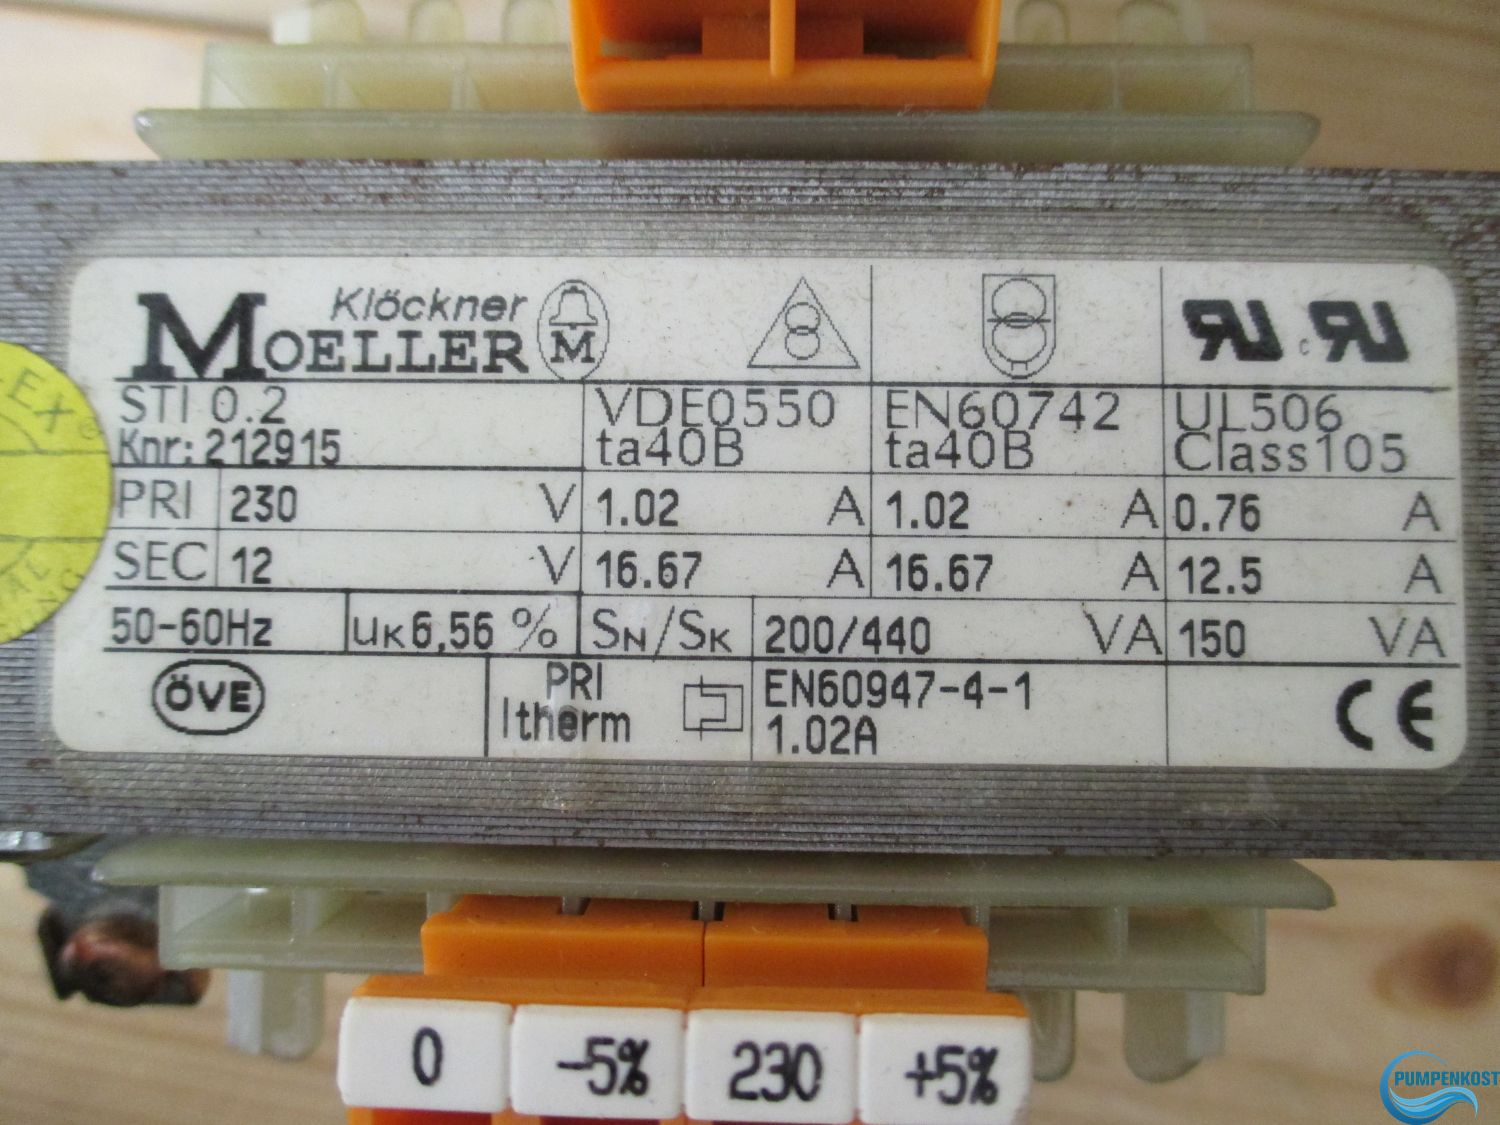 Klöckner
MOELLER M
UR c UR
STI 0.2 VDE0550 EN60742 UL506
Knr: 212915 ta40B ta40B Class105
PRI 230 V 1.02 A 1.02 A 0.76 A
SEC 12 V 16.67 A 16.67 A 12.5 A
50-60Hz uK6,56 % SN/SK 200/440 VA 150 VA
ÖVE PRI EN60947-4-1 CE
Itherm 1.02A
0 -5% 230 +5%
PUMPENKOST